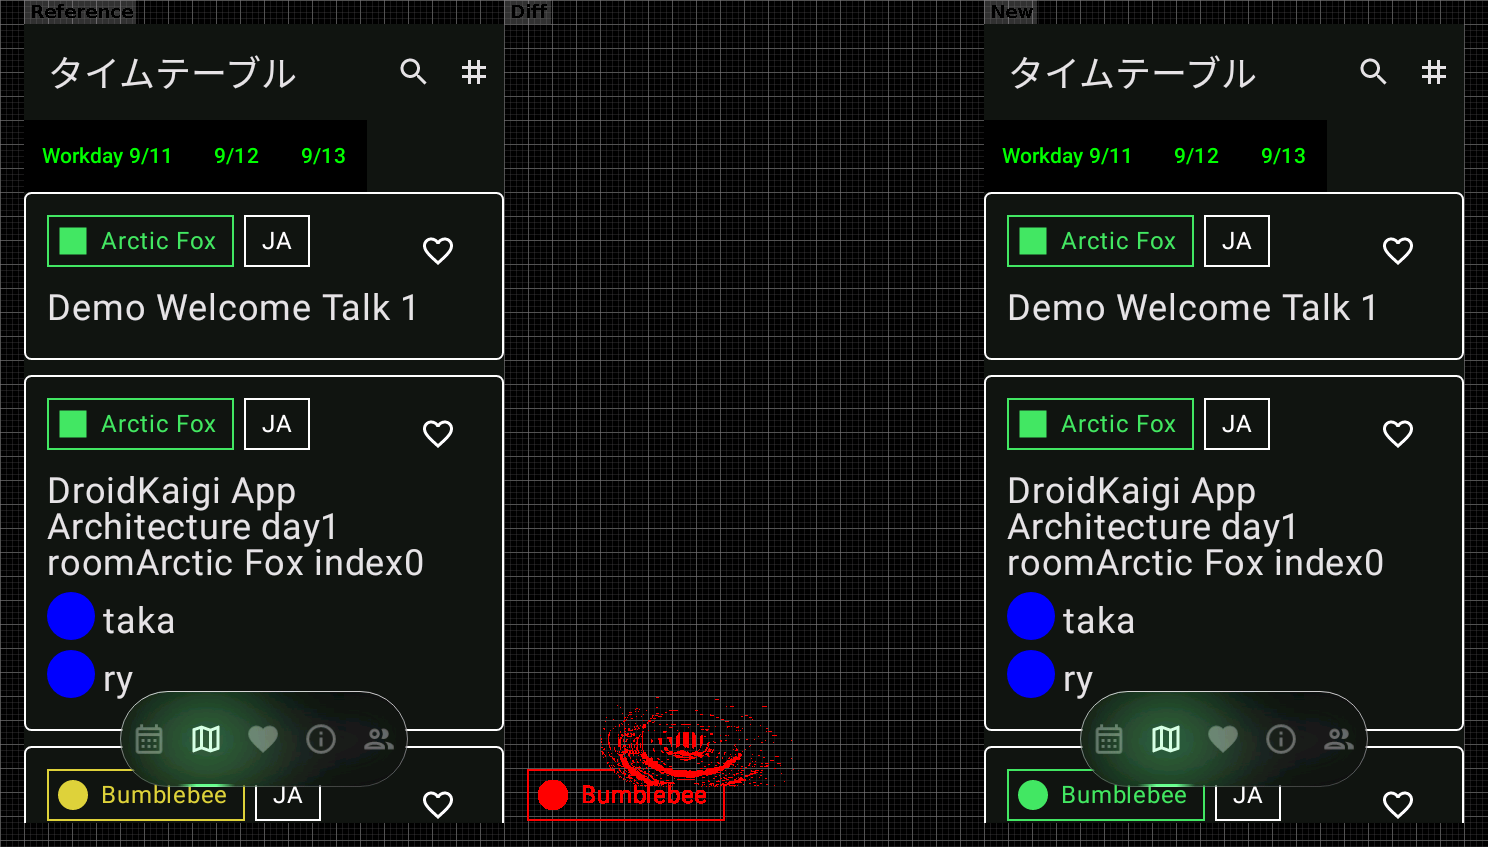 Reference
タイムテーブル
Workday 9/11 9/12 9/13
Arctic Fox JA
Demo Welcome Talk 1
Arctic Fox JA
DroidKaigi App
Architecture day1
roomArctic Fox index0
taka
ry
Bumblebee JA
Diff
Bumblebee
New
タイムテーブル
Workday 9/11 9/12 9/13
Arctic Fox JA
Demo Welcome Talk 1
Arctic Fox JA
DroidKaigi App
Architecture day1
roomArctic Fox index0
taka
ry
Bumblebee JA